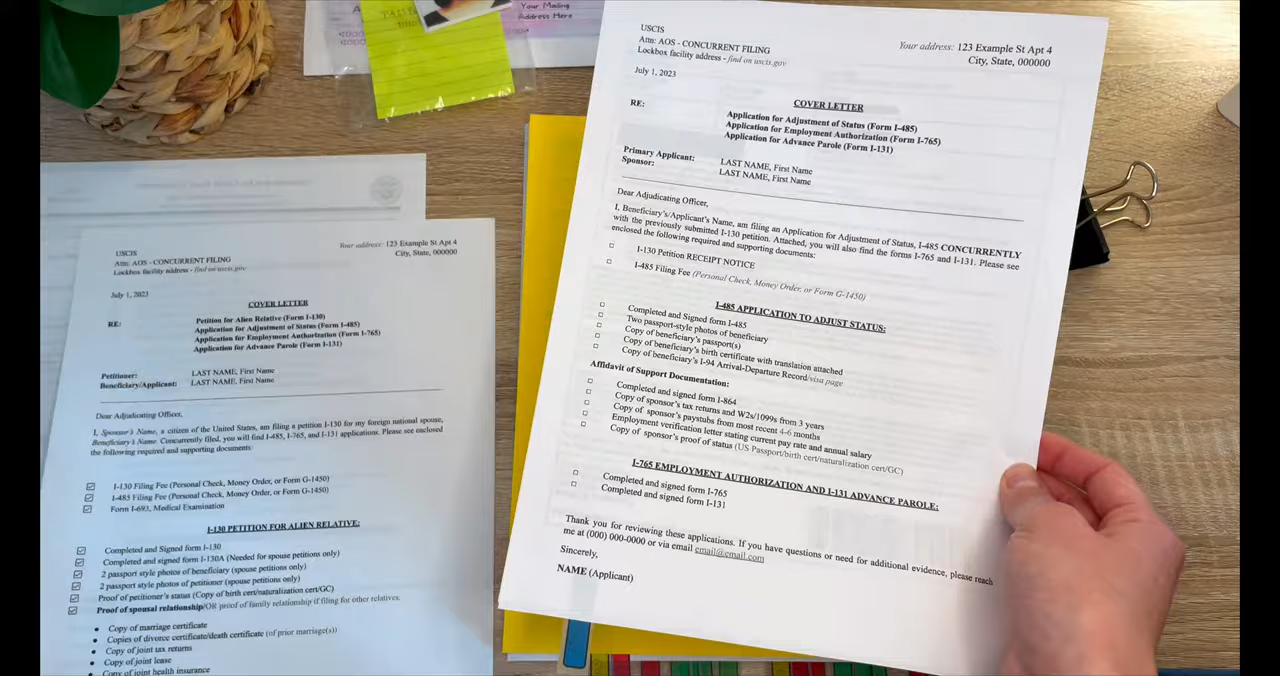 Your Mailing
Address Here
USCIS
Attn: AOS - CONCURRENT FILING
Lockbox facility address - find on uscis.gov
Your address: 123 Example St Apt 4
City, State, 000000
July 1, 2023
COVER LETTER
RE:
Application for Adjustment of Status (Form I-485)
Application for Employment Authorization (Form I-765)
Application for Advance Parole (Form I-131)
Primary Applicant: LAST NAME, First Name
Sponsor: LAST NAME, First Name
Dear Adjudicating Officer,
I, Beneficiary's/Applicant's Name, am filing an Application for Adjustment of Status, I-485 CONCURRENTLY
with the previously submitted I-130 petition. Attached, you will also find the forms I-765 and I-131. Please see
enclosed the following required and supporting documents:
☐ I-130 Petition RECEIPT NOTICE
☐ I-485 Filing Fee (Personal Check, Money Order, or Form G-1450)
I-485 APPLICATION TO ADJUST STATUS:
☐ Completed and Signed form I-485
☐ Two passport-style photos of beneficiary
☐ Copy of beneficiary's passport(s)
☐ Copy of beneficiary's birth certificate with translation attached
☐ Copy of beneficiary's I-94 Arrival-Departure Record/visa page
Affidavit of Support Documentation:
☐ Completed and signed form I-864
☐ Copy of sponsor's tax returns and W2s/1099s from 3 years
☐ Copy of sponsor's paystubs from most recent 4-6 months
☐ Employment verification letter stating current pay rate and annual salary
☐ Copy of sponsor's proof of status (US Passport/birth cert/naturalization cert/GC)
I-765 EMPLOYMENT AUTHORIZATION AND I-131 ADVANCE PAROLE:
☐ Completed and signed form I-765
☐ Completed and signed form I-131
Thank you for reviewing these applications. If you have questions or need for additional evidence, please reach
me at (000) 000-0000 or via email email@email.com
Sincerely,
NAME (Applicant)
USCIS
Attn: AOS - CONCURRENT FILING
Lockbox facility address - find on uscis.gov
Your address: 123 Example St Apt 4
City, State, 000000
July 1, 2023
COVER LETTER
RE:
Petition for Alien Relative (Form I-130)
Application for Adjustment of Status (Form I-485)
Application for Employment Authorization (Form I-765)
Application for Advance Parole (Form I-131)
Petitioner: LAST NAME, First Name
Beneficiary/Applicant: LAST NAME, First Name
Dear Adjudicating Officer,
I, Sponsor's Name, a citizen of the United States, am filing a petition I-130 for my foreign national spouse,
Beneficiary's Name. Concurrently filed, you will find I-485, I-765, and I-131 applications. Please see enclosed
the following required and supporting documents:
☑ I-130 Filing Fee (Personal Check, Money Order, or Form G-1450)
☑ I-485 Filing Fee (Personal Check, Money Order, or Form G-1450)
☑ Form I-693, Medical Examination
I-130 PETITION FOR ALIEN RELATIVE:
☑ Completed and Signed form I-130
☑ Completed and signed form I-130A (Needed for spouse petitions only)
☑ 2 passport style photos of beneficiary (spouse petitions only)
☑ 2 passport style photos of petitioner (spouse petitions only)
☑ Proof of petitioner's status (Copy of birth cert/naturalization cert/GC)
☑ Proof of spousal relationship/OR proof of family relationship if filing for other relatives.
• Copy of marriage certificate
• Copies of divorce certificate/death certificate (of prior marriage(s))
• Copy of joint tax returns
• Copy of joint lease
• Copy of joint health insurance